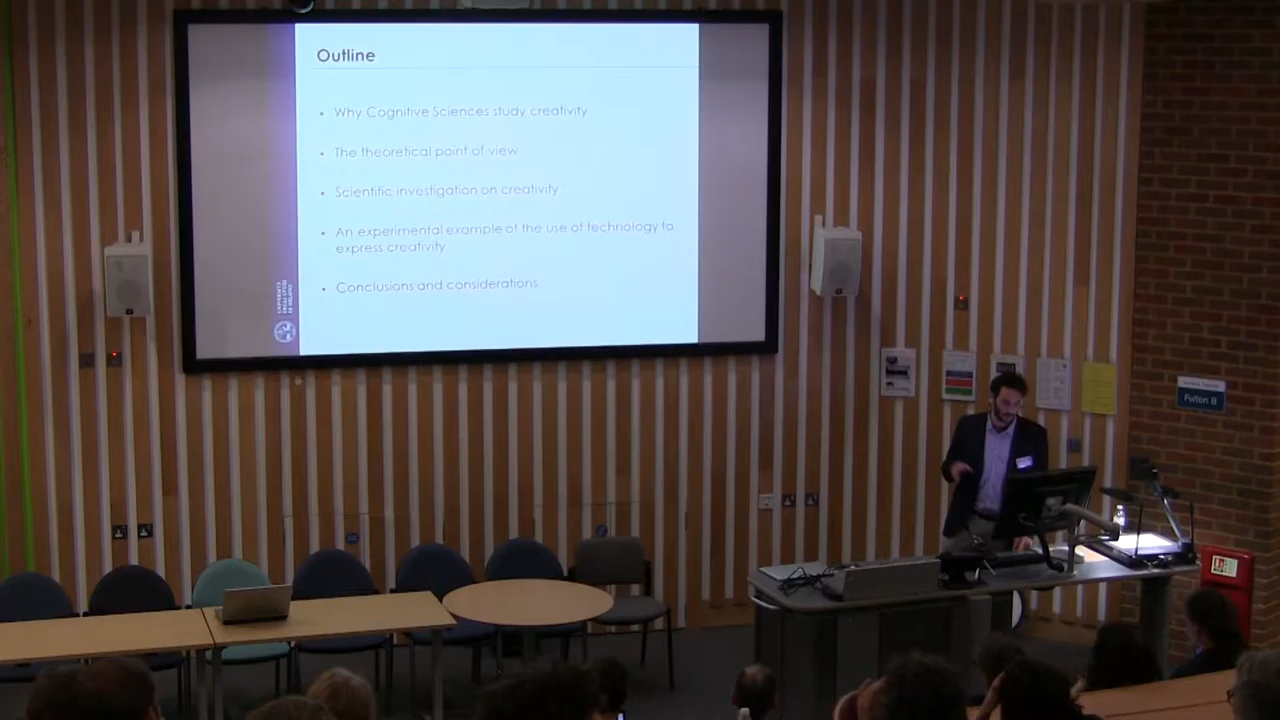 Outline
• Why Cognitive Sciences study creativity
• The theoretical point of view
• Scientific investigation on creativity
• An experimental example of the use of technology to
express creativity
• Conclusions and considerations
Fulton B